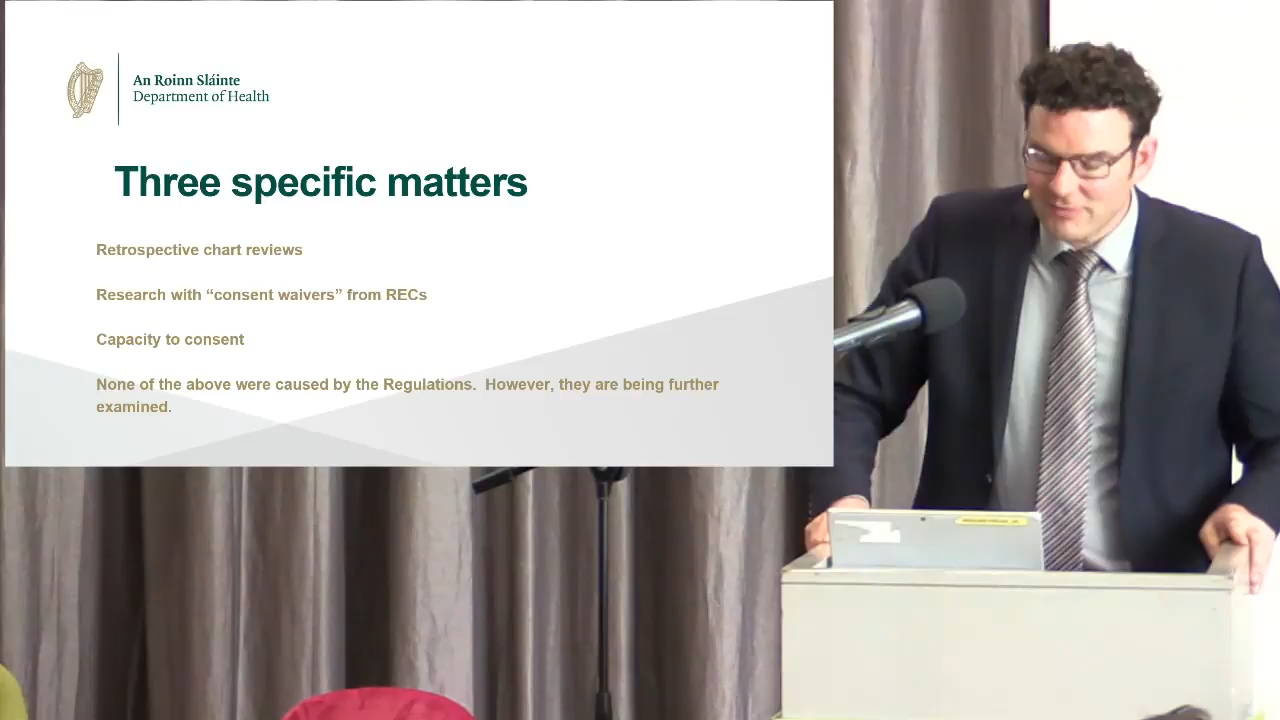 An Roinn Sláinte
Department of Health
Three specific matters
Retrospective chart reviews
Research with “consent waivers” from RECs
Capacity to consent
None of the above were caused by the Regulations.  However, they are being further
examined.